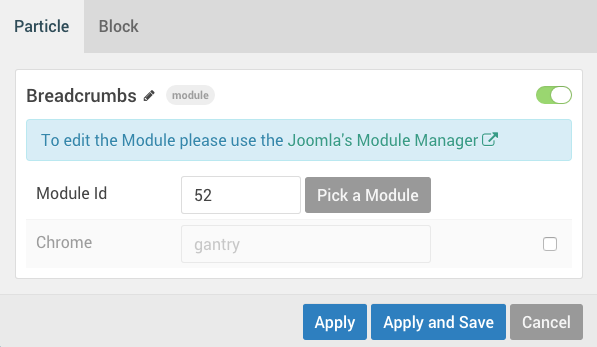 Particle Block
Breadcrumbs module
To edit the Module please use the Joomla's Module Manager
Module Id 52 Pick a Module
Chrome gantry
Apply Apply and Save Cancel